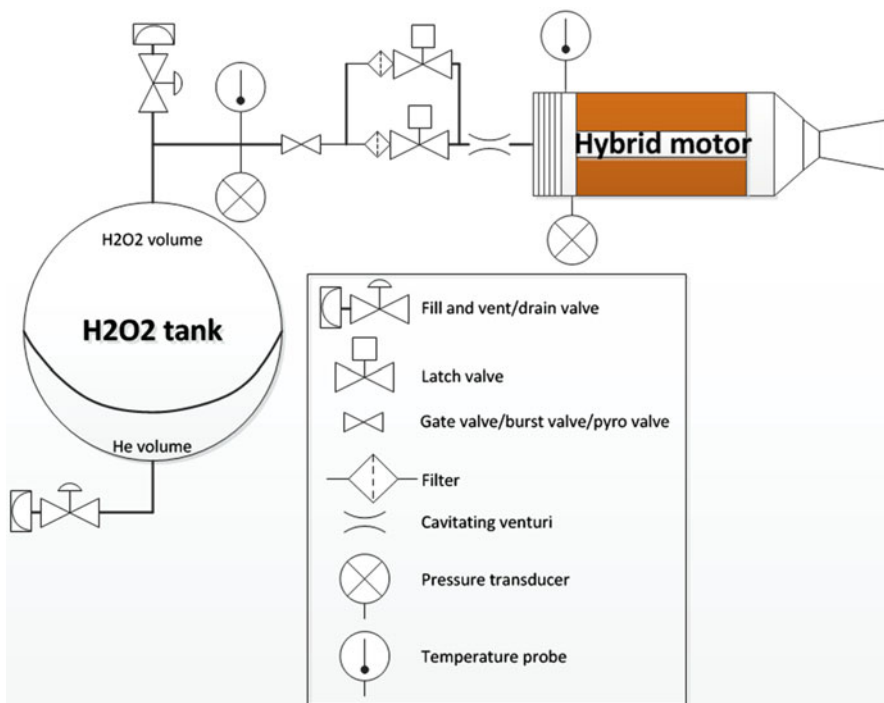 Hybrid motor
H2O2 volume
H2O2 tank
He volume
Fill and vent/drain valve
Latch valve
Gate valve/burst valve/pyro valve
Filter
Cavitating venturi
Pressure transducer
Temperature probe